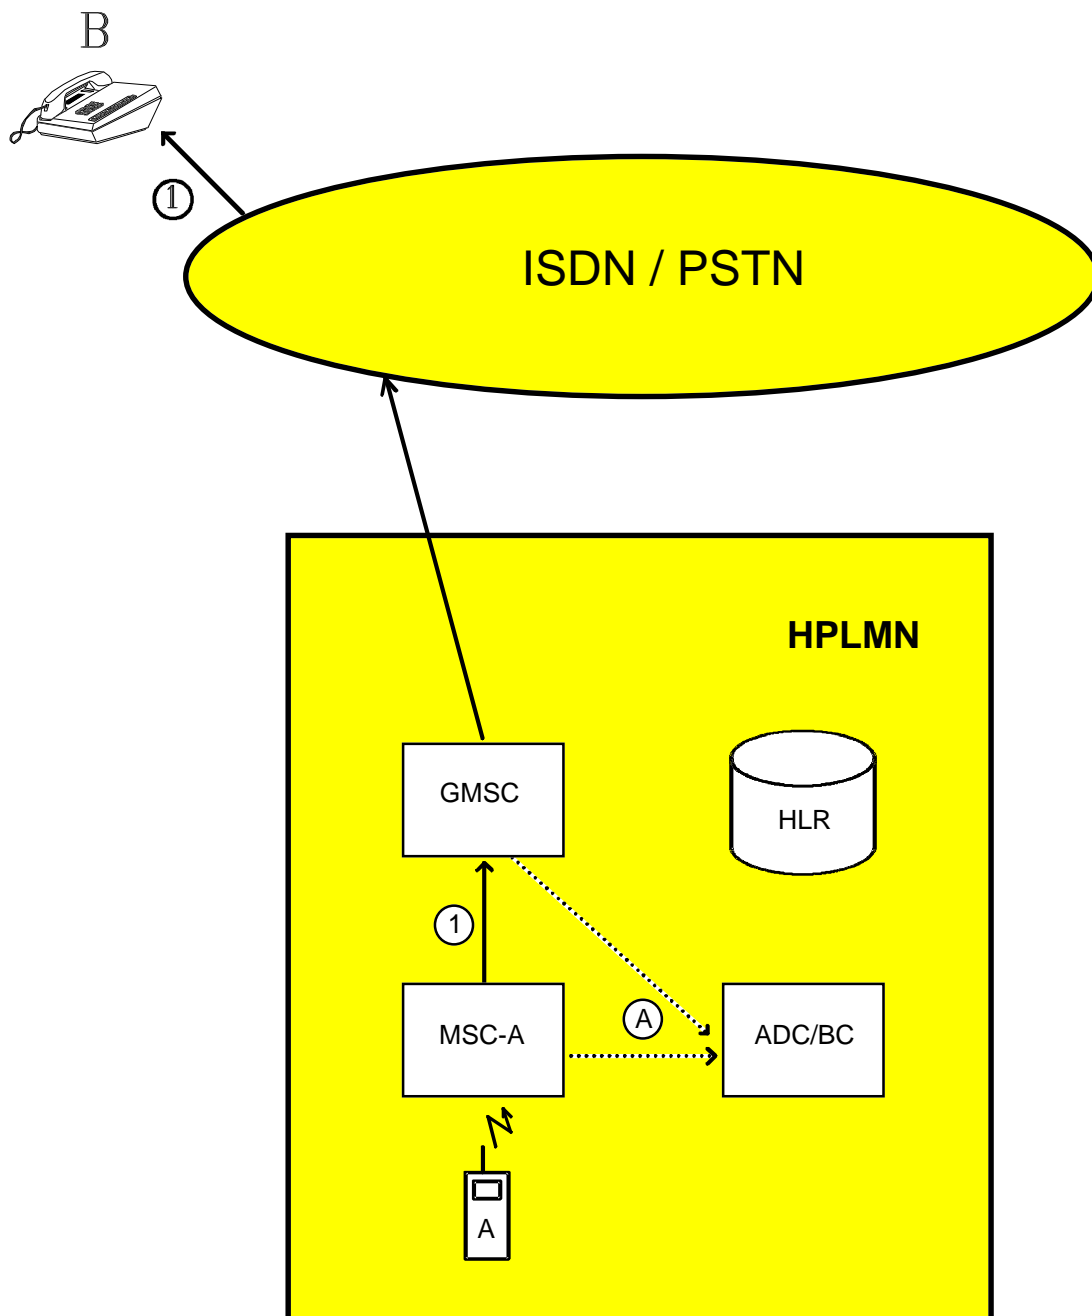 B
1
ISDN / PSTN
HPLMN
GMSC
HLR
1
A
MSC-A
ADC/BC
A